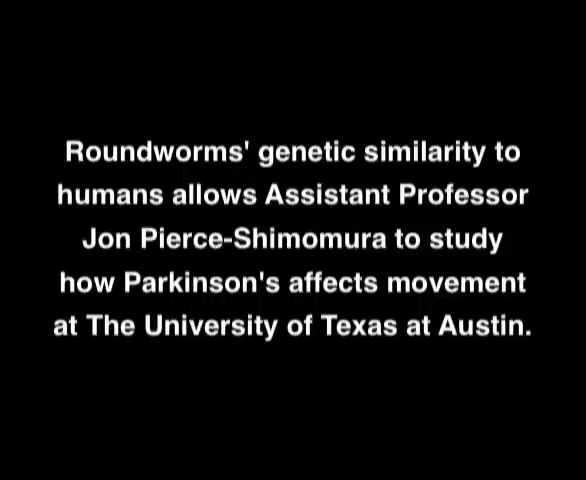 Roundworms' genetic similarity to
humans allows Assistant Professor
Jon Pierce-Shimomura to study
how Parkinson's affects movement
at The University of Texas at Austin.